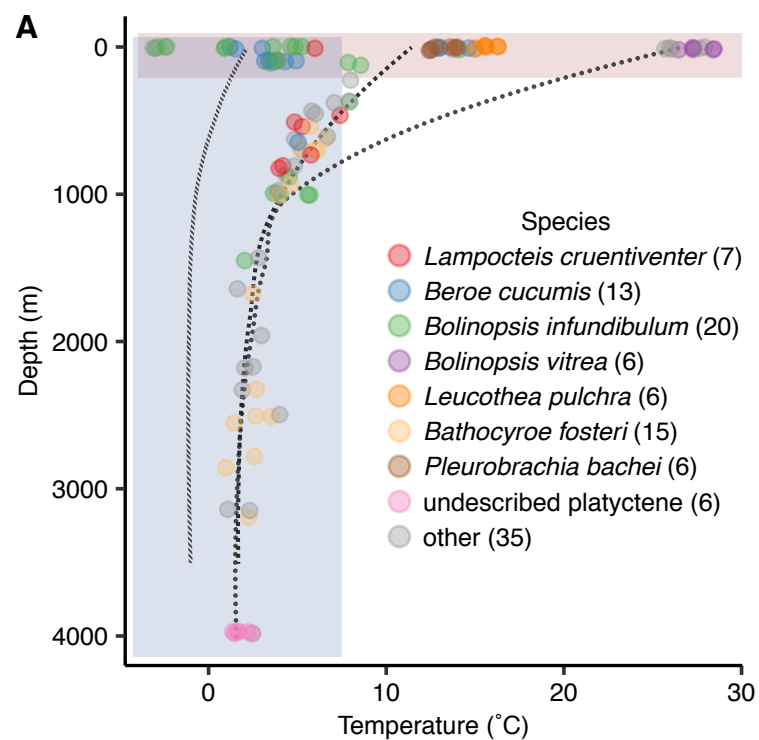 A
0
1000
2000
3000
4000
Depth (m)
Species
Lampocteis cruentiventer (7)
Beroe cucumis (13)
Bolinopsis infundibulum (20)
Bolinopsis vitrea (6)
Leucothea pulchra (6)
Bathocyroe fosteri (15)
Pleurobrachia bachei (6)
undescribed platyctene (6)
other (35)
0 10 20 30
Temperature (˚C)